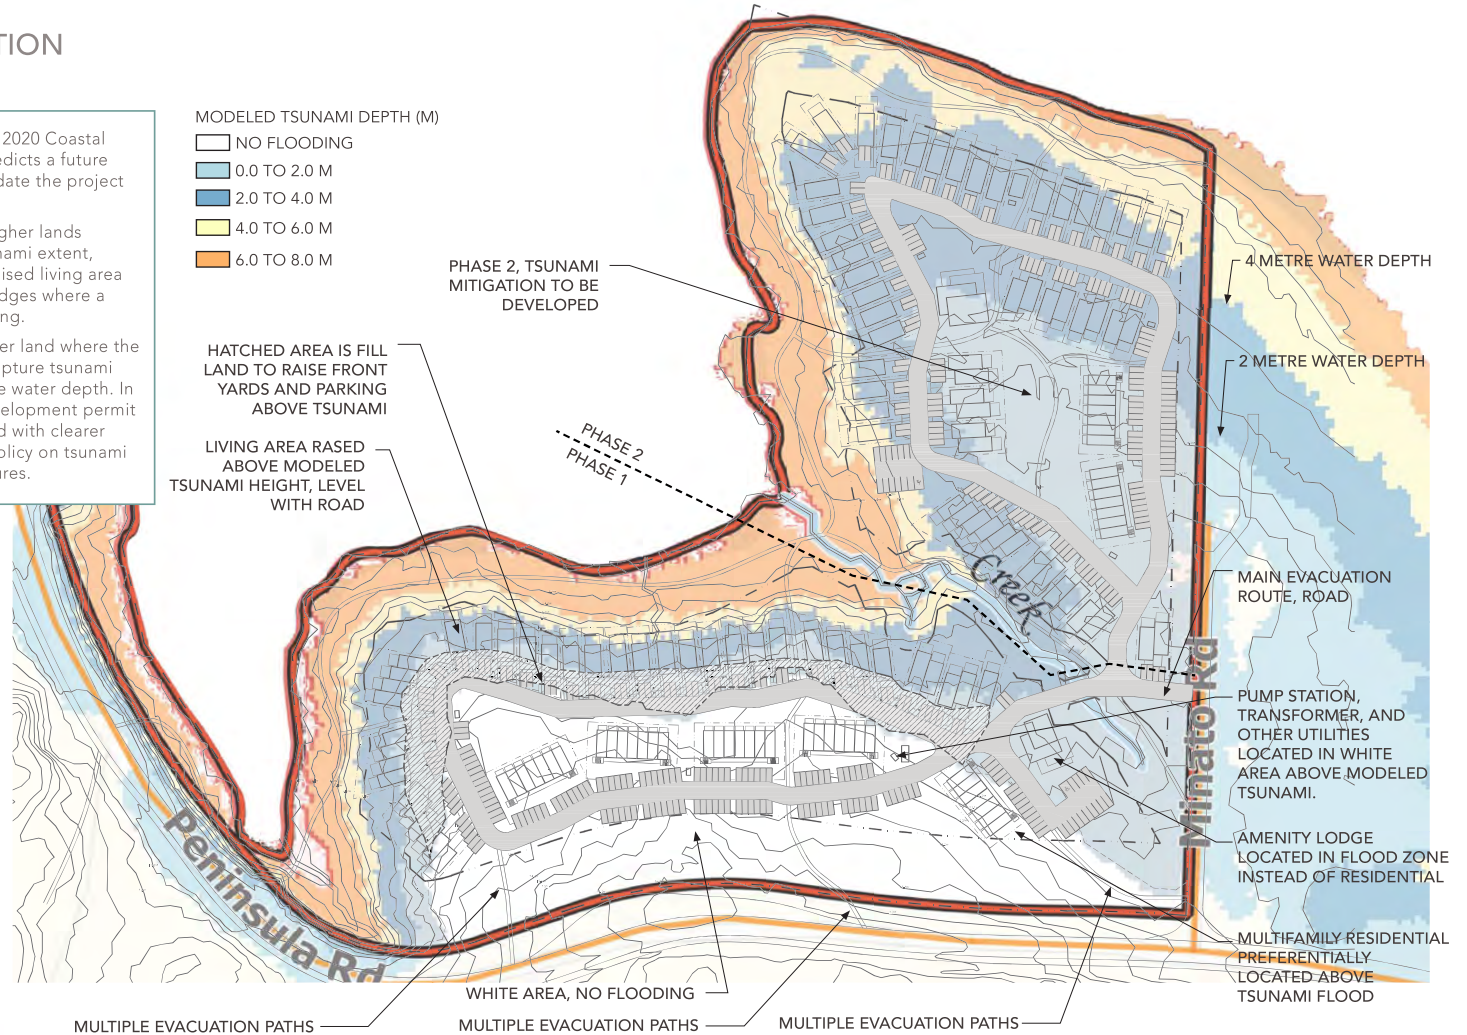 TION
2020 Coastal
edicts a future
date the project
gher lands
nami extent,
ised living area
dges where a
ng.
er land where the
pture tsunami
e water depth. In
velopment permit
d with clearer
olicy on tsunami
ures.
MODELED TSUNAMI DEPTH (M)
NO FLOODING
0.0 TO 2.0 M
2.0 TO 4.0 M
4.0 TO 6.0 M
6.0 TO 8.0 M
PHASE 2, TSUNAMI
MITIGATION TO BE
DEVELOPED
HATCHED AREA IS FILL
LAND TO RAISE FRONT
YARDS AND PARKING
ABOVE TSUNAMI
LIVING AREA RASED
ABOVE MODELED
TSUNAMI HEIGHT, LEVEL
WITH ROAD
PHASE 2
PHASE 1
Creek
4 METRE WATER DEPTH
2 METRE WATER DEPTH
MAIN EVACUATION
ROUTE, ROAD
Minato Rd
PUMP STATION,
TRANSFORMER, AND
OTHER UTILITIES
LOCATED IN WHITE
AREA ABOVE MODELED
TSUNAMI.
AMENITY LODGE
LOCATED IN FLOOD ZONE
INSTEAD OF RESIDENTIAL
MULTIFAMILY RESIDENTIAL
PREFERENTIALLY
LOCATED ABOVE
TSUNAMI FLOOD
Peninsula Rd
WHITE AREA, NO FLOODING
MULTIPLE EVACUATION PATHS
MULTIPLE EVACUATION PATHS
MULTIPLE EVACUATION PATHS